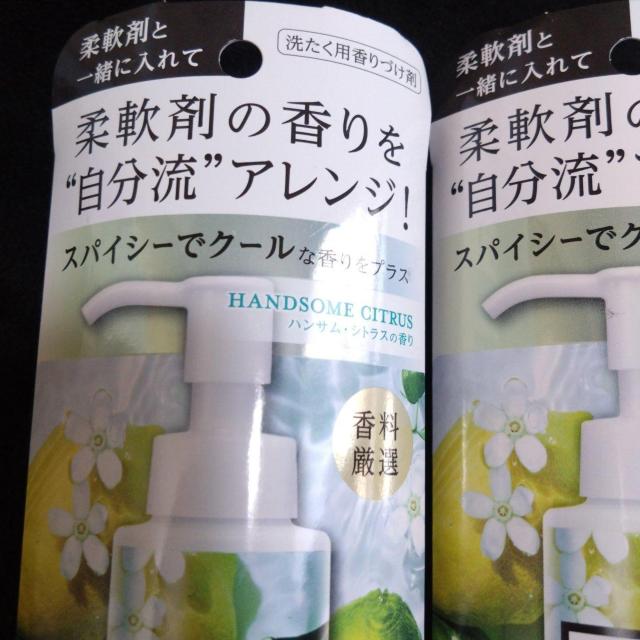 柔軟剤と
一緒に入れて
洗たく用香りづけ剤
柔軟剤の香りを
“自分流”アレンジ!
スパイシーでクールな香りをプラス
HANDSOME CITRUS
ハンサム・シトラスの香り
香料
厳選
柔軟剤と
一緒に入れて
柔軟剤の
“自分流”
スパイシーでク